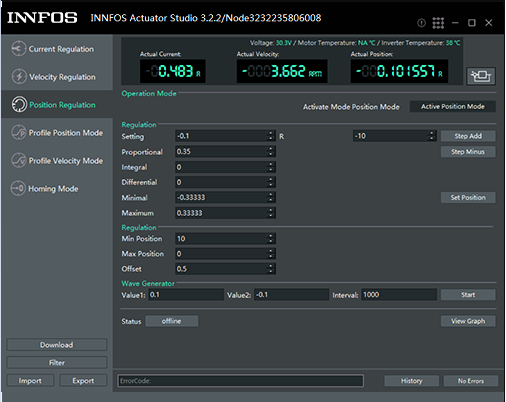 INNFOS INNFOS Actuator Studio 3.2.2/Node3232235806008
Voltage: 30.3V / Motor Temperature: NA °C / Inverter Temperature: 38 °C
Actual Current: Actual Velocity: Actual Position:
-0.483 A -3.662 RPM -0.101557 R
Current Regulation
Velocity Regulation
Position Regulation
Profile Position Mode
Profile Velocity Mode
Homing Mode
Operation Mode
Activate Mode Position Mode Active Position Mode
Regulation
Setting -0.1 R -10 Step Add
Proportional 0.35 Step Minus
Integral 0
Differential 0
Minimal -0.33333 Set Position
Maximum 0.33333
Regulation
Min Position 10
Max Position 0
Offset 0.5
Wave Generator
Value1: 0.1 Value2: -0.1 Interval: 1000 Start
Status offline View Graph
Download
Filter
Import Export
ErrorCode: History No Errors